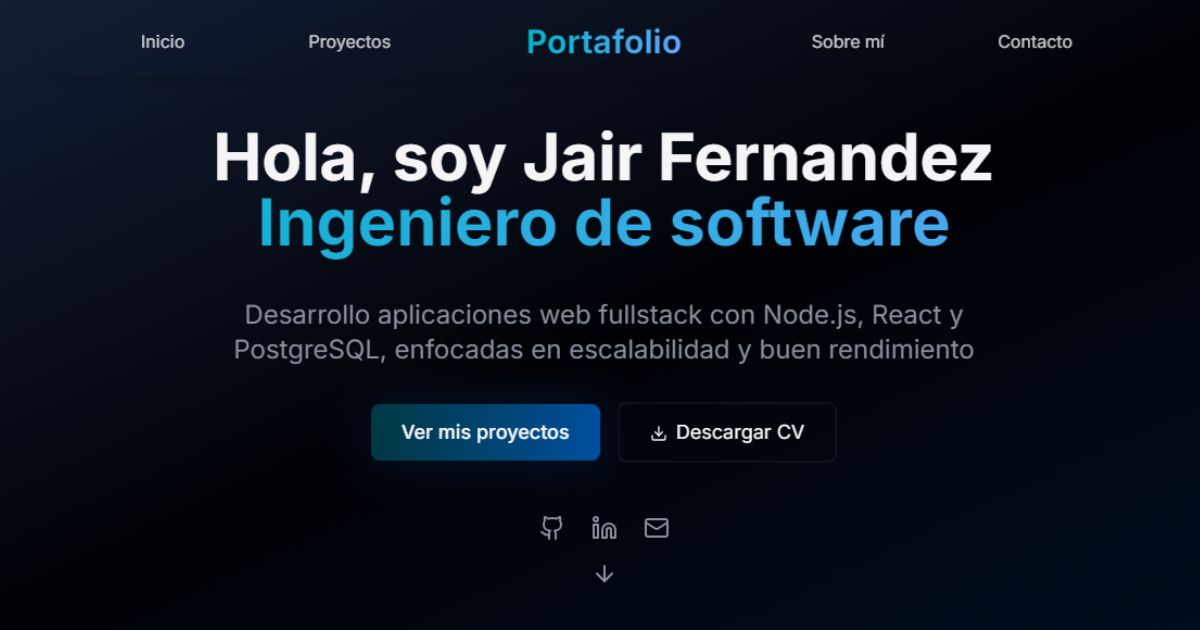 Inicio
Proyectos
Portafolio
Sobre mí
Contacto
Hola, soy Jair Fernandez
Ingeniero de software
Desarrollo aplicaciones web fullstack con Node.js, React y
PostgreSQL, enfocadas en escalabilidad y buen rendimiento
Ver mis proyectos
Descargar CV